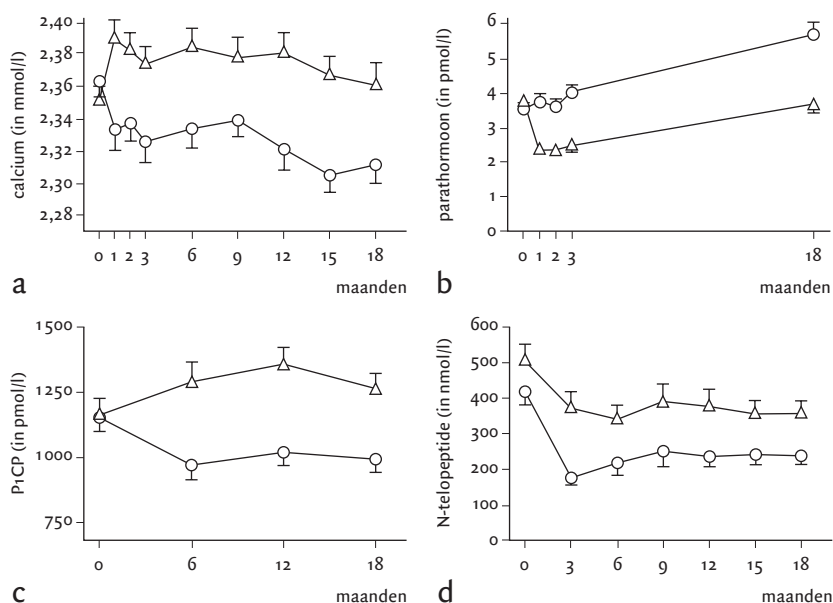 calcium (in mmol/l)
2,40
2,38
2,36
2,34
2,32
2,30
2,28
0 1 2 3 6 9 12 15 18
a
maanden
parathormoon (in pmol/l)
6
5
4
3
2
1
0
0 1 2 3 18
b
maanden
P1CP (in pmol/l)
1500
1250
1000
750
0 6 12 18
c
maanden
N-telopeptide (in nmol/l)
600
500
400
300
200
100
0
0 3 6 9 12 15 18
d
maanden